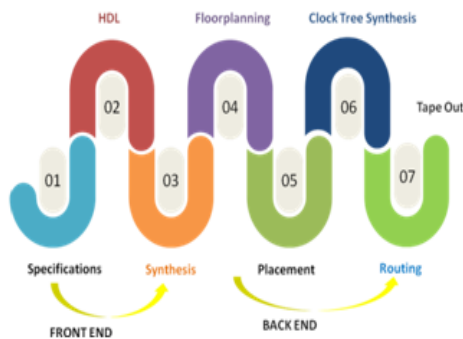 HDL
Floorplanning
Clock Tree Synthesis
02
04
06
Tape Out
01
03
05
07
Specifications
Synthesis
Placement
Routing
FRONT END
BACK END